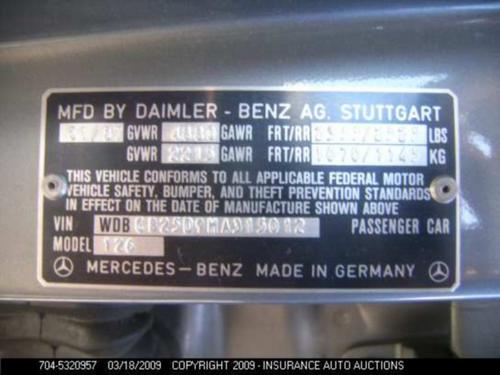 MFD BY DAIMLER - BENZ AG. STUTTGART
GVWR GAWR FRT/RR LBS
GVWR GAWR FRT/RR 1070/1145 KG
THIS VEHICLE CONFORMS TO ALL APPLICABLE FEDERAL MOTOR
VEHICLE SAFETY, BUMPER, AND THEFT PREVENTION STANDARDS
IN EFFECT ON THE DATE OF MANUFACTURE SHOWN ABOVE
VIN WDB PASSENGER CAR
MODEL 126
MERCEDES-BENZ MADE IN GERMANY
704-5320957 03/18/2009 COPYRIGHT 2009 - INSURANCE AUTO AUCTIONS